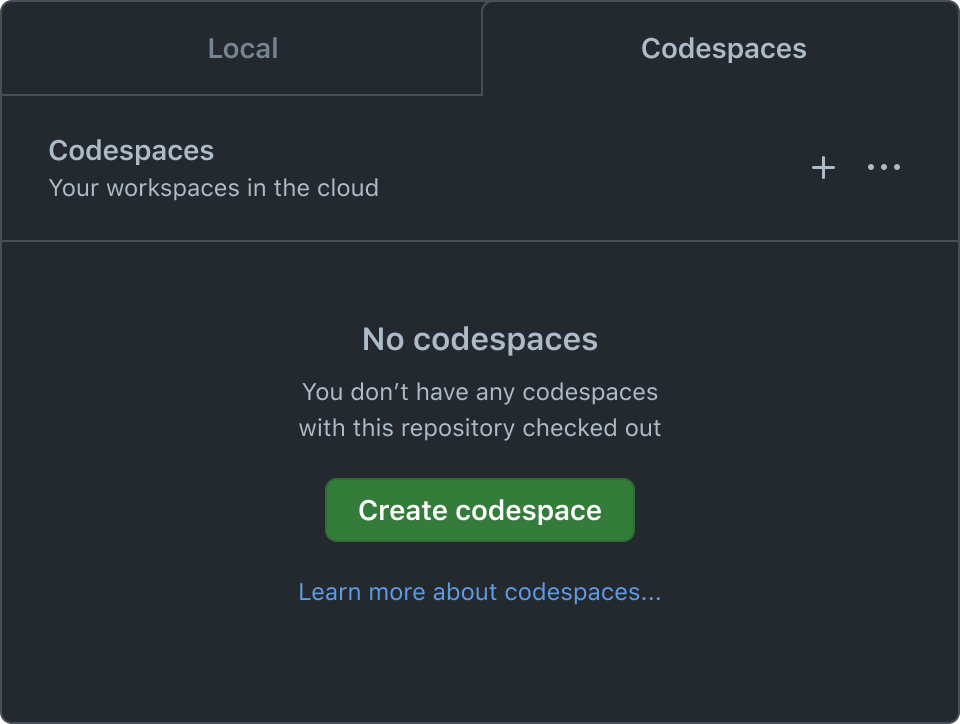 Local
Codespaces
Codespaces
Your workspaces in the cloud
No codespaces
You don’t have any codespaces
with this repository checked out
Create codespace
Learn more about codespaces...